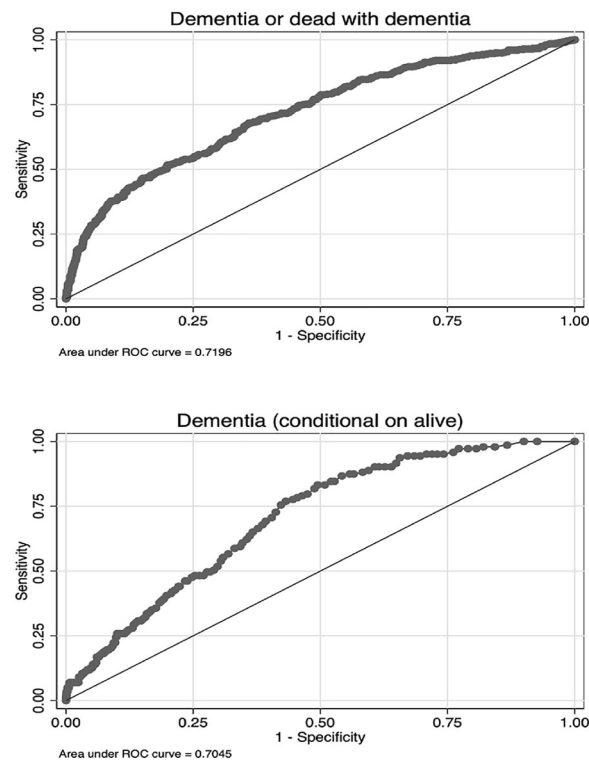 Dementia or dead with dementia
1.00
0.75
0.50
0.25
0.00
Sensitivity
0.00 0.25 0.50 0.75 1.00
1 - Specificity
Area under ROC curve = 0.7196
Dementia (conditional on alive)
1.00
0.75
0.50
0.25
0.00
Sensitivity
0.00 0.25 0.50 0.75 1.00
1 - Specificity
Area under ROC curve = 0.7045